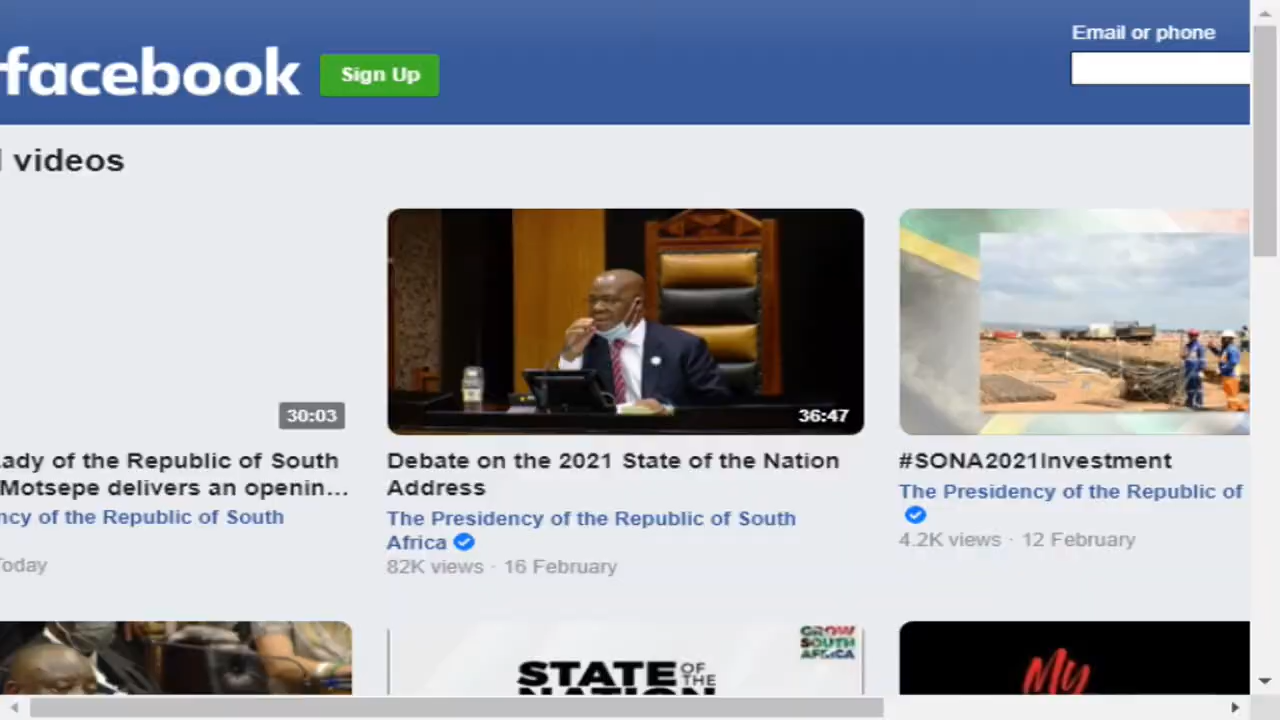 Email or phone
facebook
Sign Up
videos
30:03
36:47
ady of the Republic of South
Motsepe delivers an openin...
ncy of the Republic of South
oday
Debate on the 2021 State of the Nation
Address
The Presidency of the Republic of South
Africa
82K views · 16 February
#SONA2021Investment
The Presidency of the Republic of
4.2K views · 12 February
GROW
SOUTH
AFRICA
STATE OF
THE
NATION
My